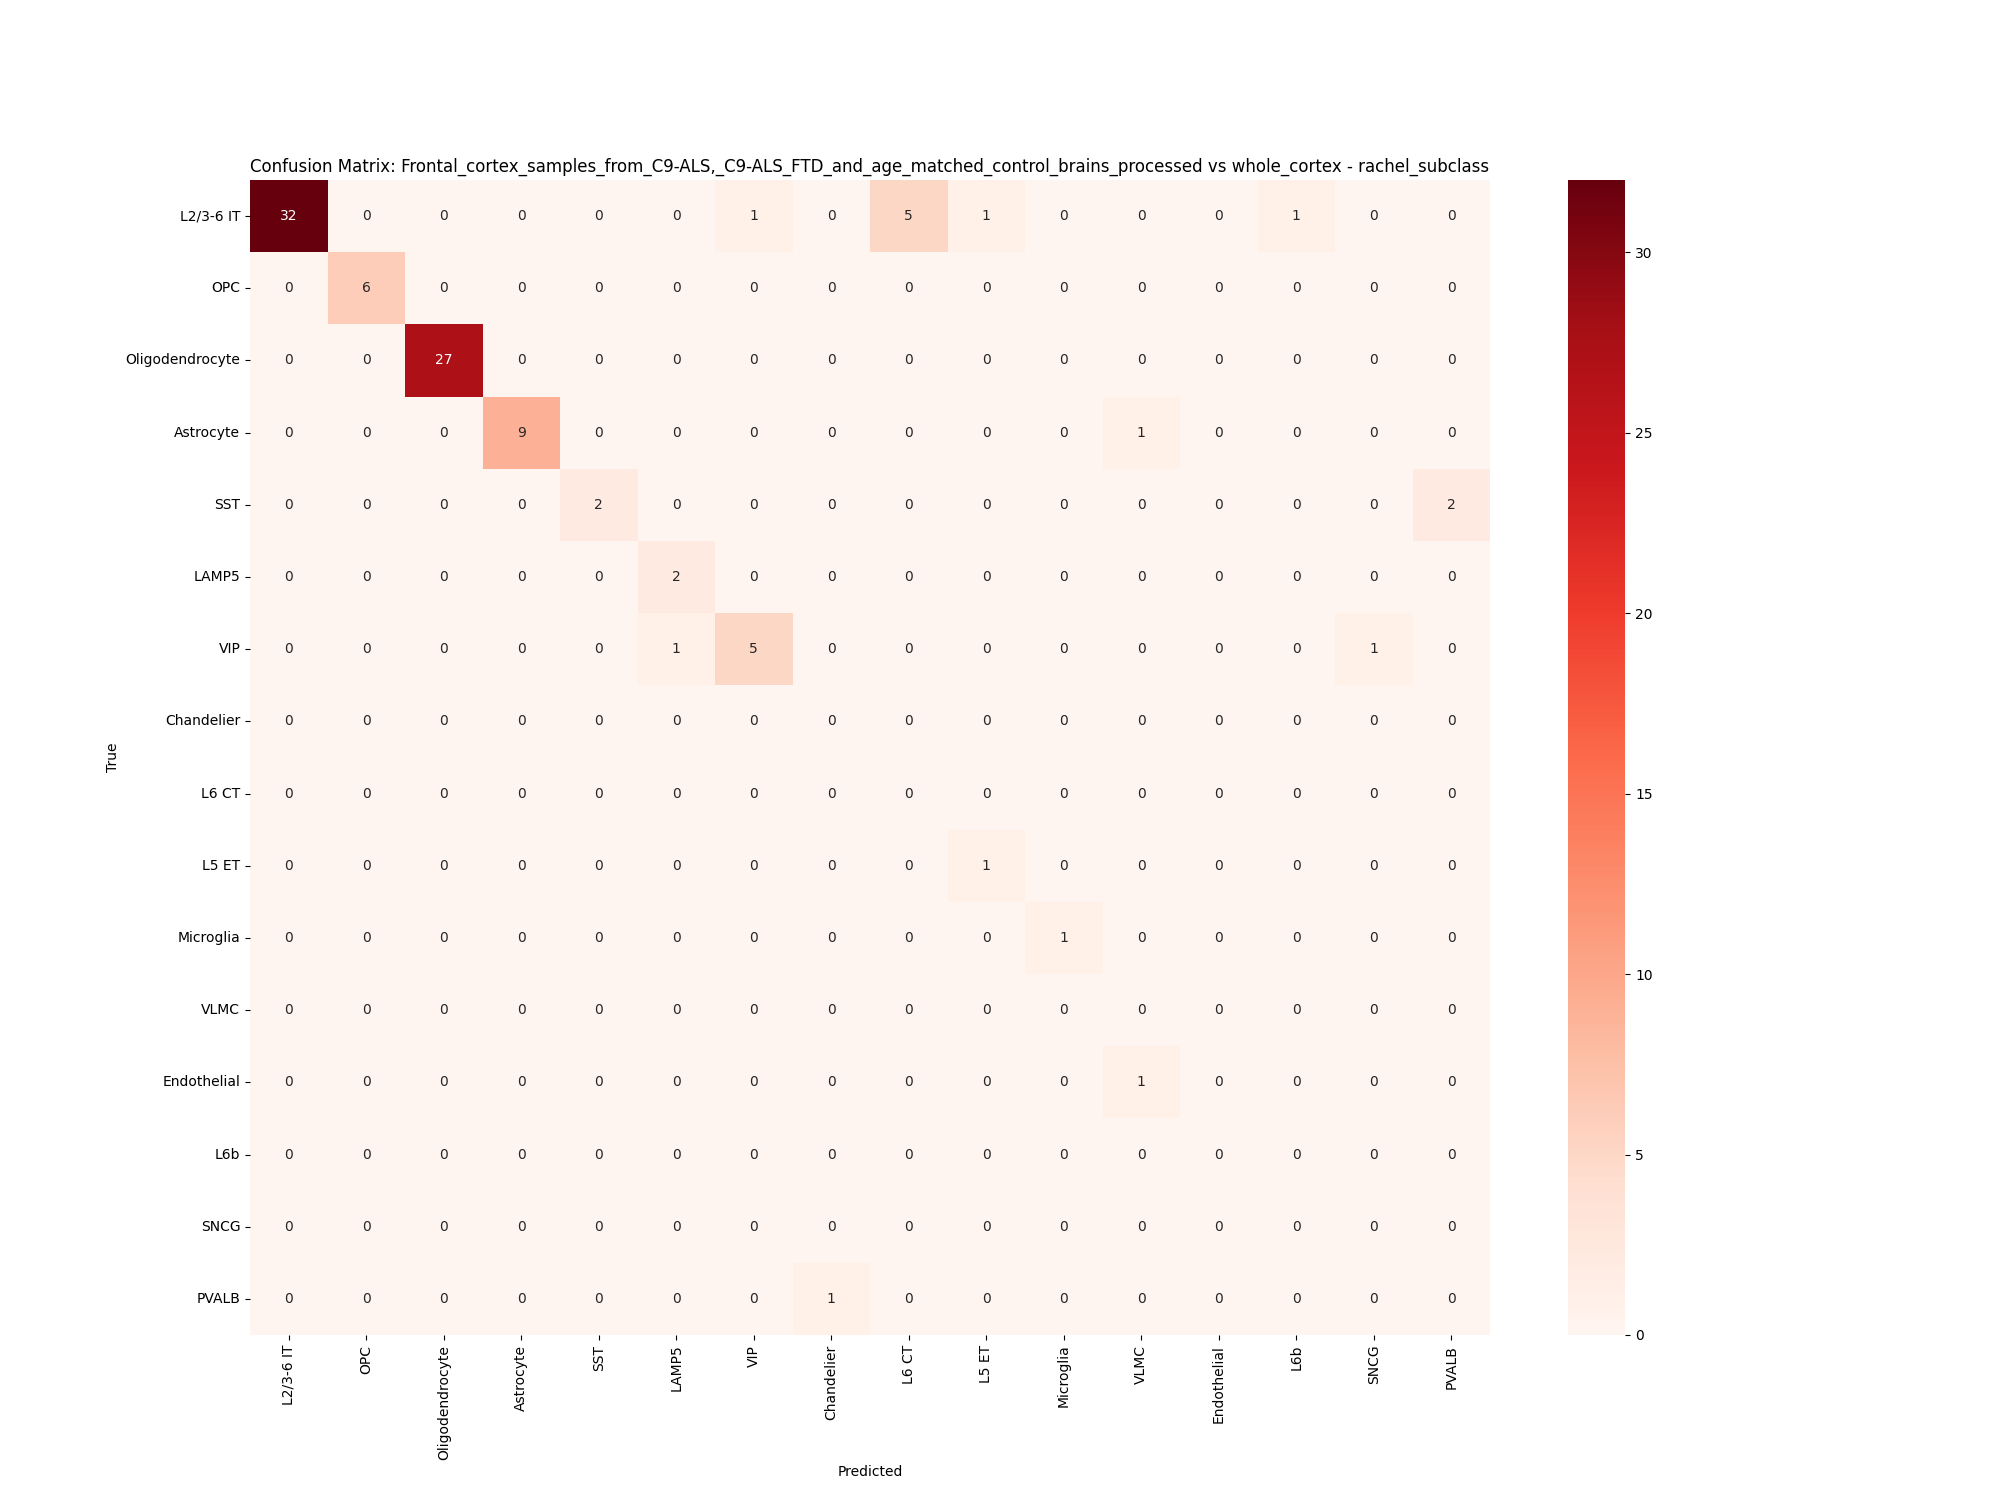 Confusion Matrix: Frontal_cortex_samples_from_C9-ALS,_C9-ALS_FTD_and_age_matched_control_brains_processed vs whole_cortex - rachel_subclass
L2/3-6 IT 32 0 0 0 0 0 1 0 5 1 0 0 0 1 0 0
OPC 0 6 0 0 0 0 0 0 0 0 0 0 0 0 0 0
Oligodendrocyte 0 0 27 0 0 0 0 0 0 0 0 0 0 0 0 0
Astrocyte 0 0 0 9 0 0 0 0 0 0 0 1 0 0 0 0
SST 0 0 0 0 2 0 0 0 0 0 0 0 0 0 0 2
LAMP5 0 0 0 0 0 2 0 0 0 0 0 0 0 0 0 0
VIP 0 0 0 0 0 1 5 0 0 0 0 0 0 0 1 0
Chandelier 0 0 0 0 0 0 0 0 0 0 0 0 0 0 0 0
L6 CT 0 0 0 0 0 0 0 0 0 0 0 0 0 0 0 0
L5 ET 0 0 0 0 0 0 0 0 0 1 0 0 0 0 0 0
Microglia 0 0 0 0 0 0 0 0 0 0 1 0 0 0 0 0
VLMC 0 0 0 0 0 0 0 0 0 0 0 0 0 0 0 0
Endothelial 0 0 0 0 0 0 0 0 0 0 0 1 0 0 0 0
L6b 0 0 0 0 0 0 0 0 0 0 0 0 0 0 0 0
SNCG 0 0 0 0 0 0 0 0 0 0 0 0 0 0 0 0
PVALB 0 0 0 0 0 0 0 1 0 0 0 0 0 0 0 0
True
L2/3-6 IT
OPC
Oligodendrocyte
Astrocyte
SST
LAMP5
VIP
Chandelier
L6 CT
L5 ET
Microglia
VLMC
Endothelial
L6b
SNCG
PVALB
Predicted
30
25
20
15
10
5
0